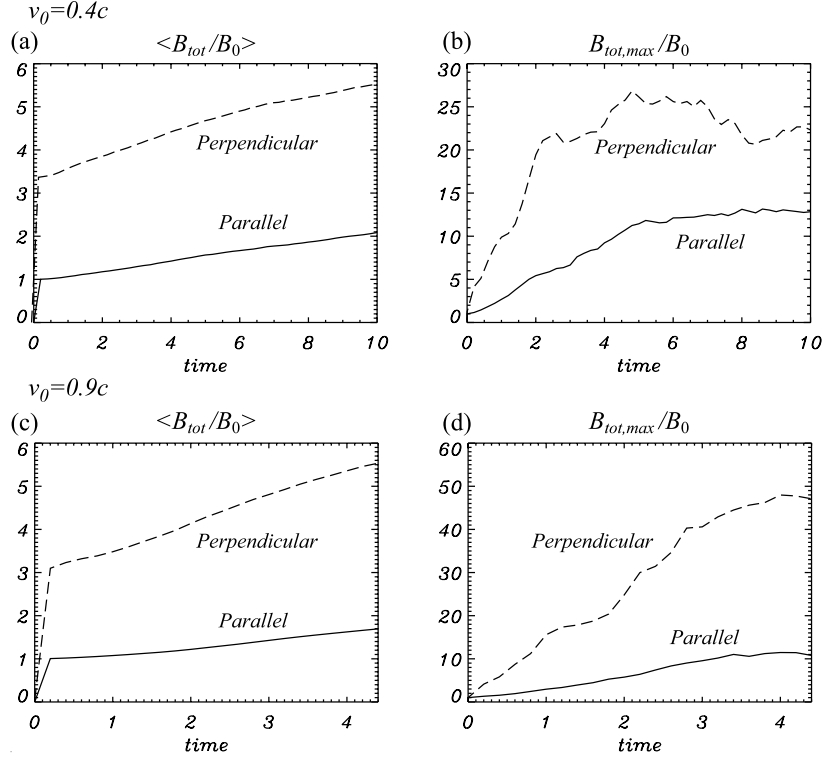 v0=0.4c
(a) <Btot/B0>
6
5
4
3
2
1
0
Perpendicular
Parallel
0 2 4 6 8 10
time
(b) Btot,max/B0
30
25
20
15
10
5
0
Perpendicular
Parallel
0 2 4 6 8 10
time
v0=0.9c
(c) <Btot/B0>
6
5
4
3
2
1
0
Perpendicular
Parallel
0 1 2 3 4
time
(d) Btot,max/B0
60
50
40
30
20
10
0
Perpendicular
Parallel
0 1 2 3 4
time